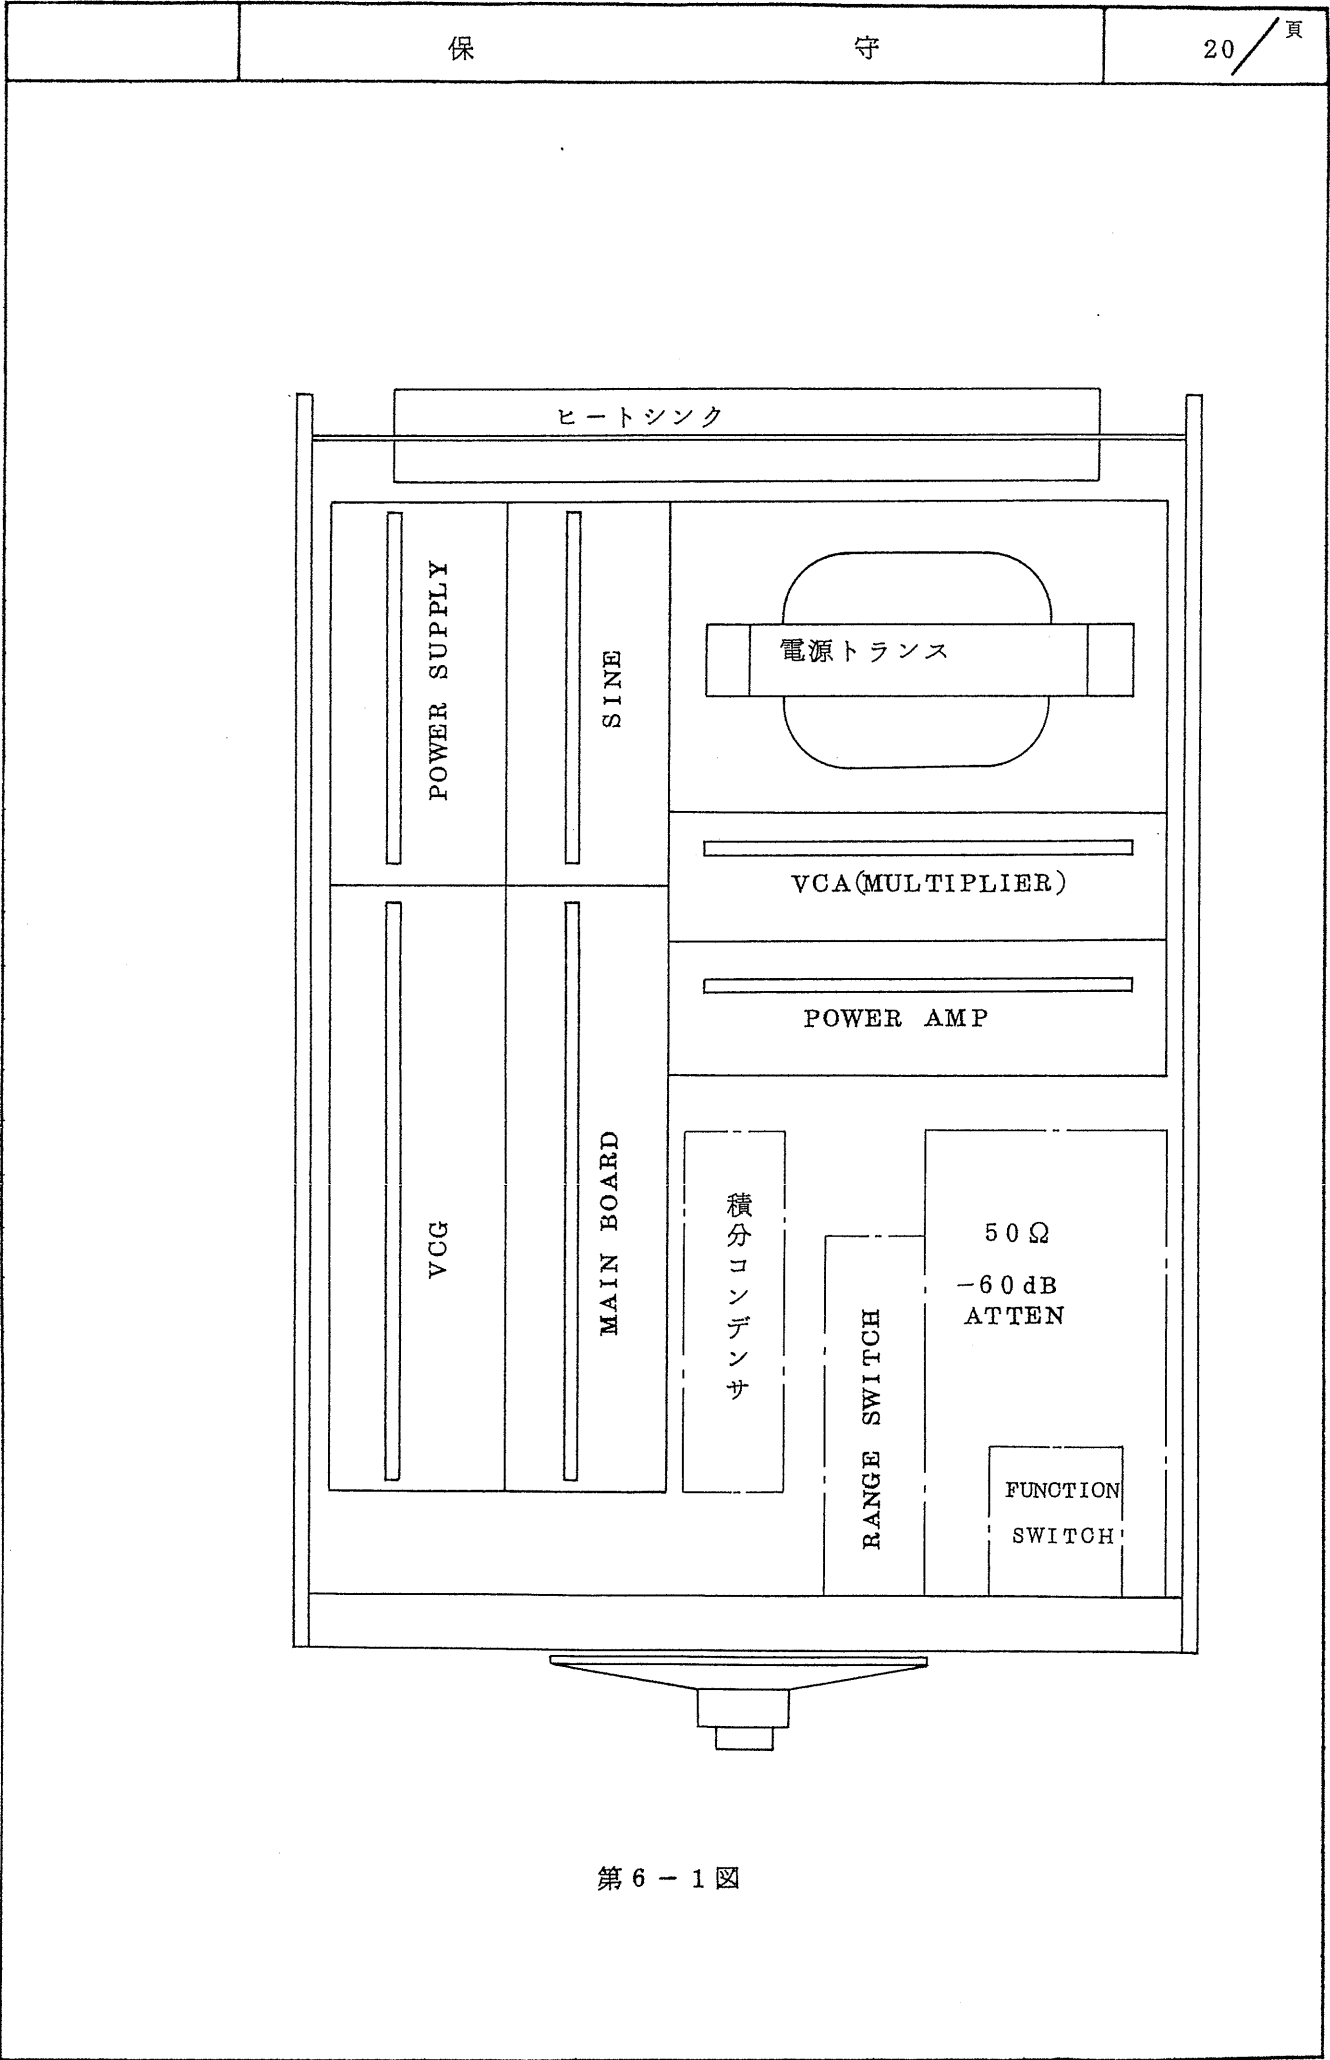 保守
20/頁
ヒートシンク
POWER SUPPLY
SINE
電源トランス
VCA(MULTIPLIER)
POWER AMP
VCG
MAIN BOARD
積分コンデンサ
RANGE SWITCH
50Ω
-60dB
ATTEN
FUNCTION
SWITCH
第6-1図